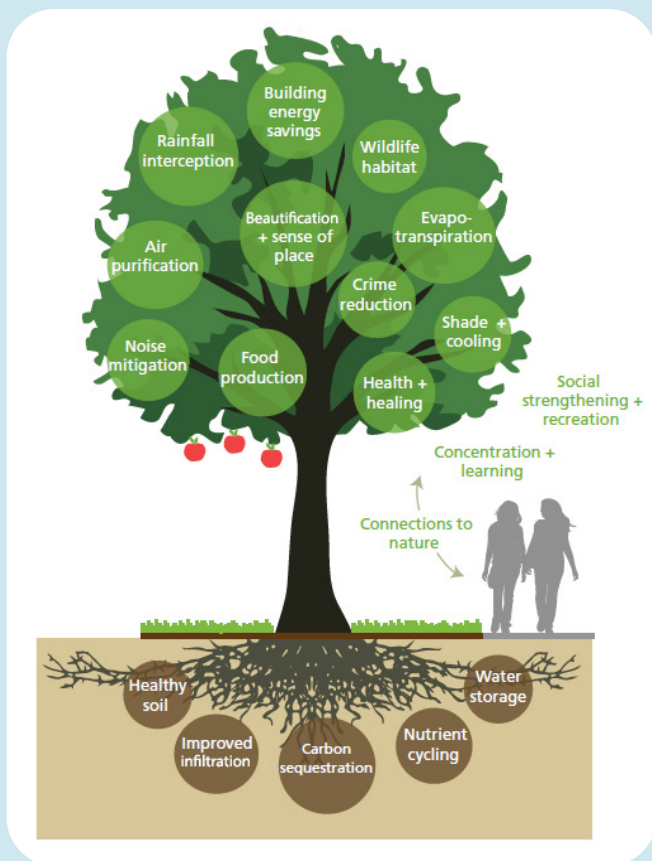 Building
energy
savings
Rainfall
interception
Wildlife
habitat
Beautification
+ sense of
place
Evapo-
transpiration
Air
purification
Crime
reduction
Shade +
cooling
Noise
mitigation
Food
production
Health +
healing
Social
strengthening +
recreation
Concentration +
learning
Connections to
nature
Healthy
soil
Water
storage
Improved
infiltration
Carbon
sequestration
Nutrient
cycling